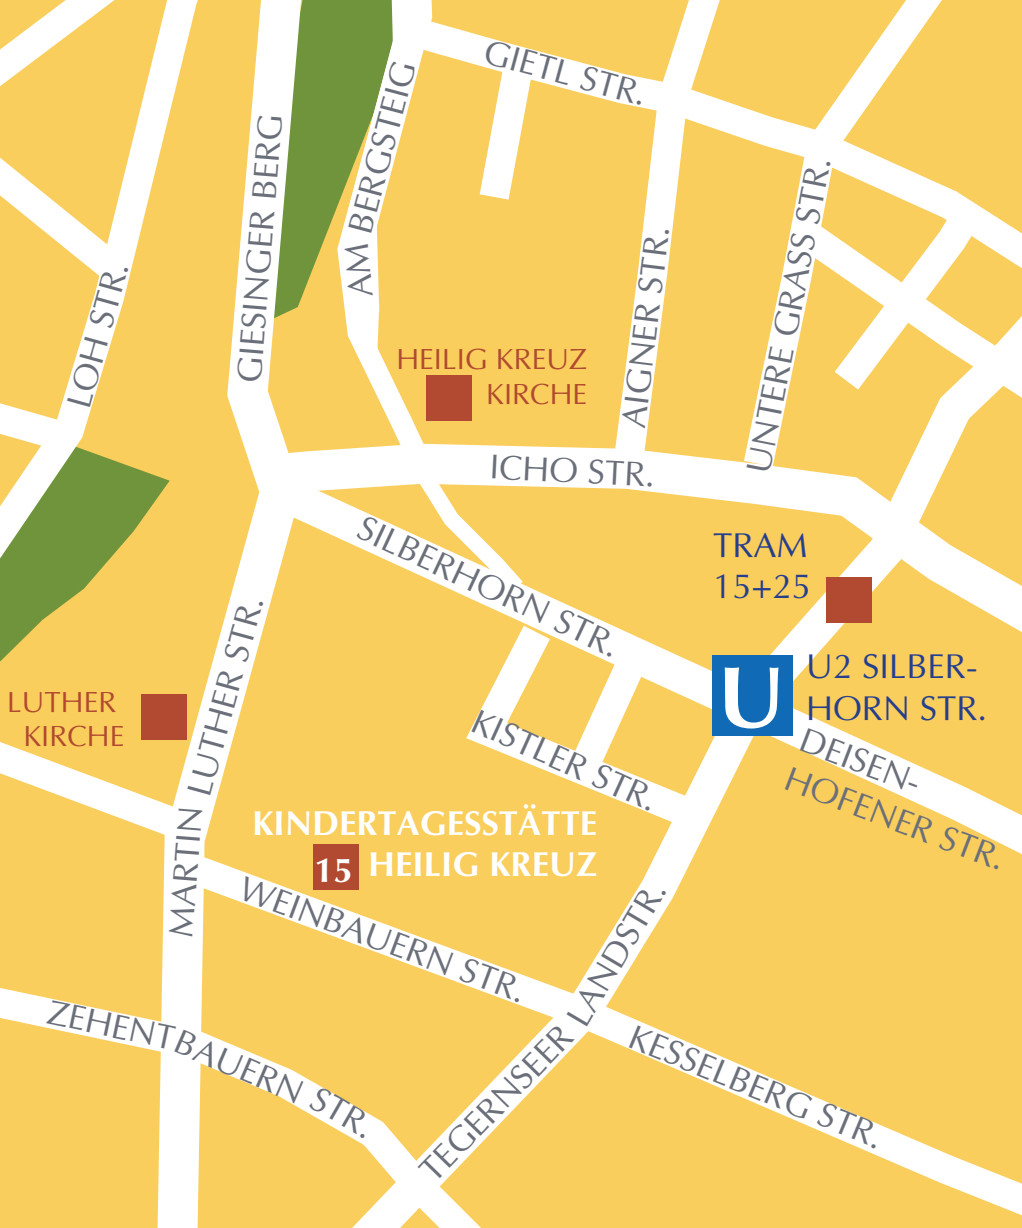 GIETL STR.
AM BERGSTEIG
GIESINGER BERG
LOH STR.
AIGNER STR.
UNTERE GRASS STR.
HEILIG KREUZ
KIRCHE
ICHO STR.
SILBERHORN STR.
TRAM
15+25
U
U2 SILBER-
HORN STR.
DEISEN-
HOFENER STR.
KISTLER STR.
MARTIN LUTHER STR.
LUTHER
KIRCHE
KINDERTAGESSTÄTTE
15 HEILIG KREUZ
WEINBAUERN STR.
TEGERNSEER LANDSTR.
KESSELBERG STR.
ZEHENTBAUERN STR.